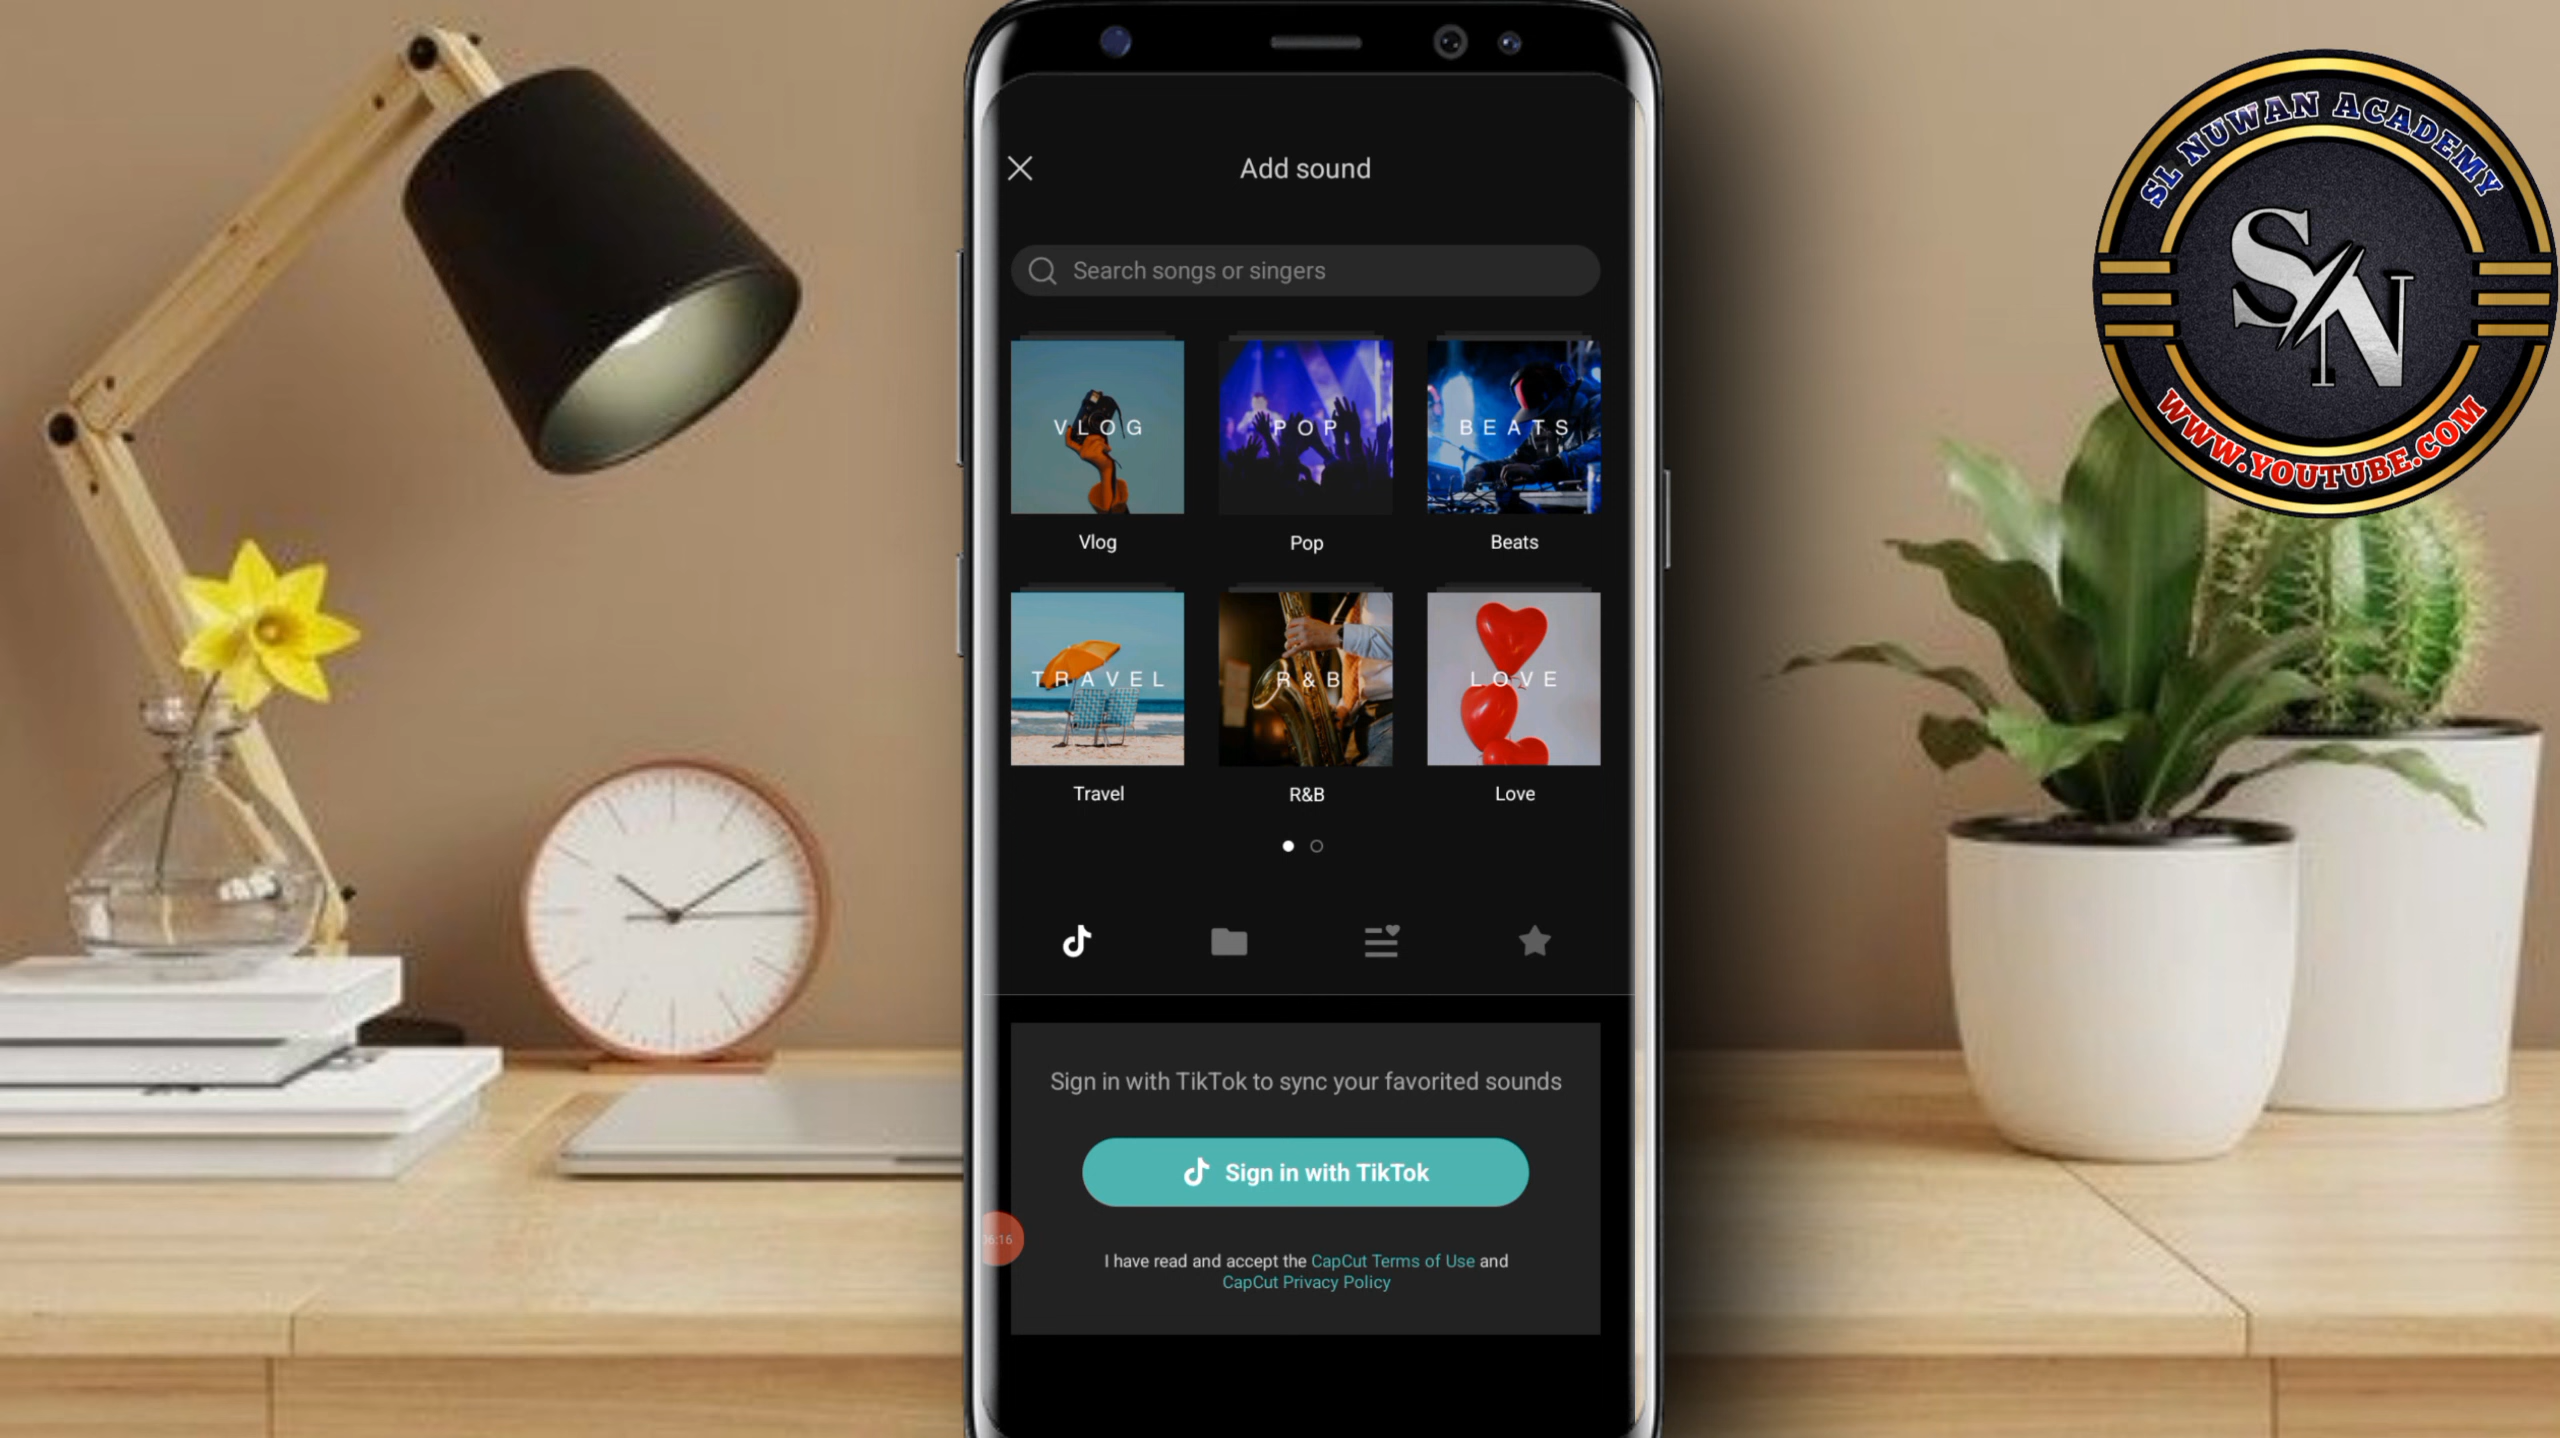 SL NUWAN ACADEMY
SN
WWW.YOUTUBE.COM
Add sound
Search songs or singers
VLOG
POP
BEATS
Vlog
Pop
Beats
TRAVEL
R&B
LOVE
Travel
R&B
Love
Sign in with TikTok to sync your favorited sounds
Sign in with TikTok
06:16
I have read and accept the CapCut Terms of Use and
CapCut Privacy Policy